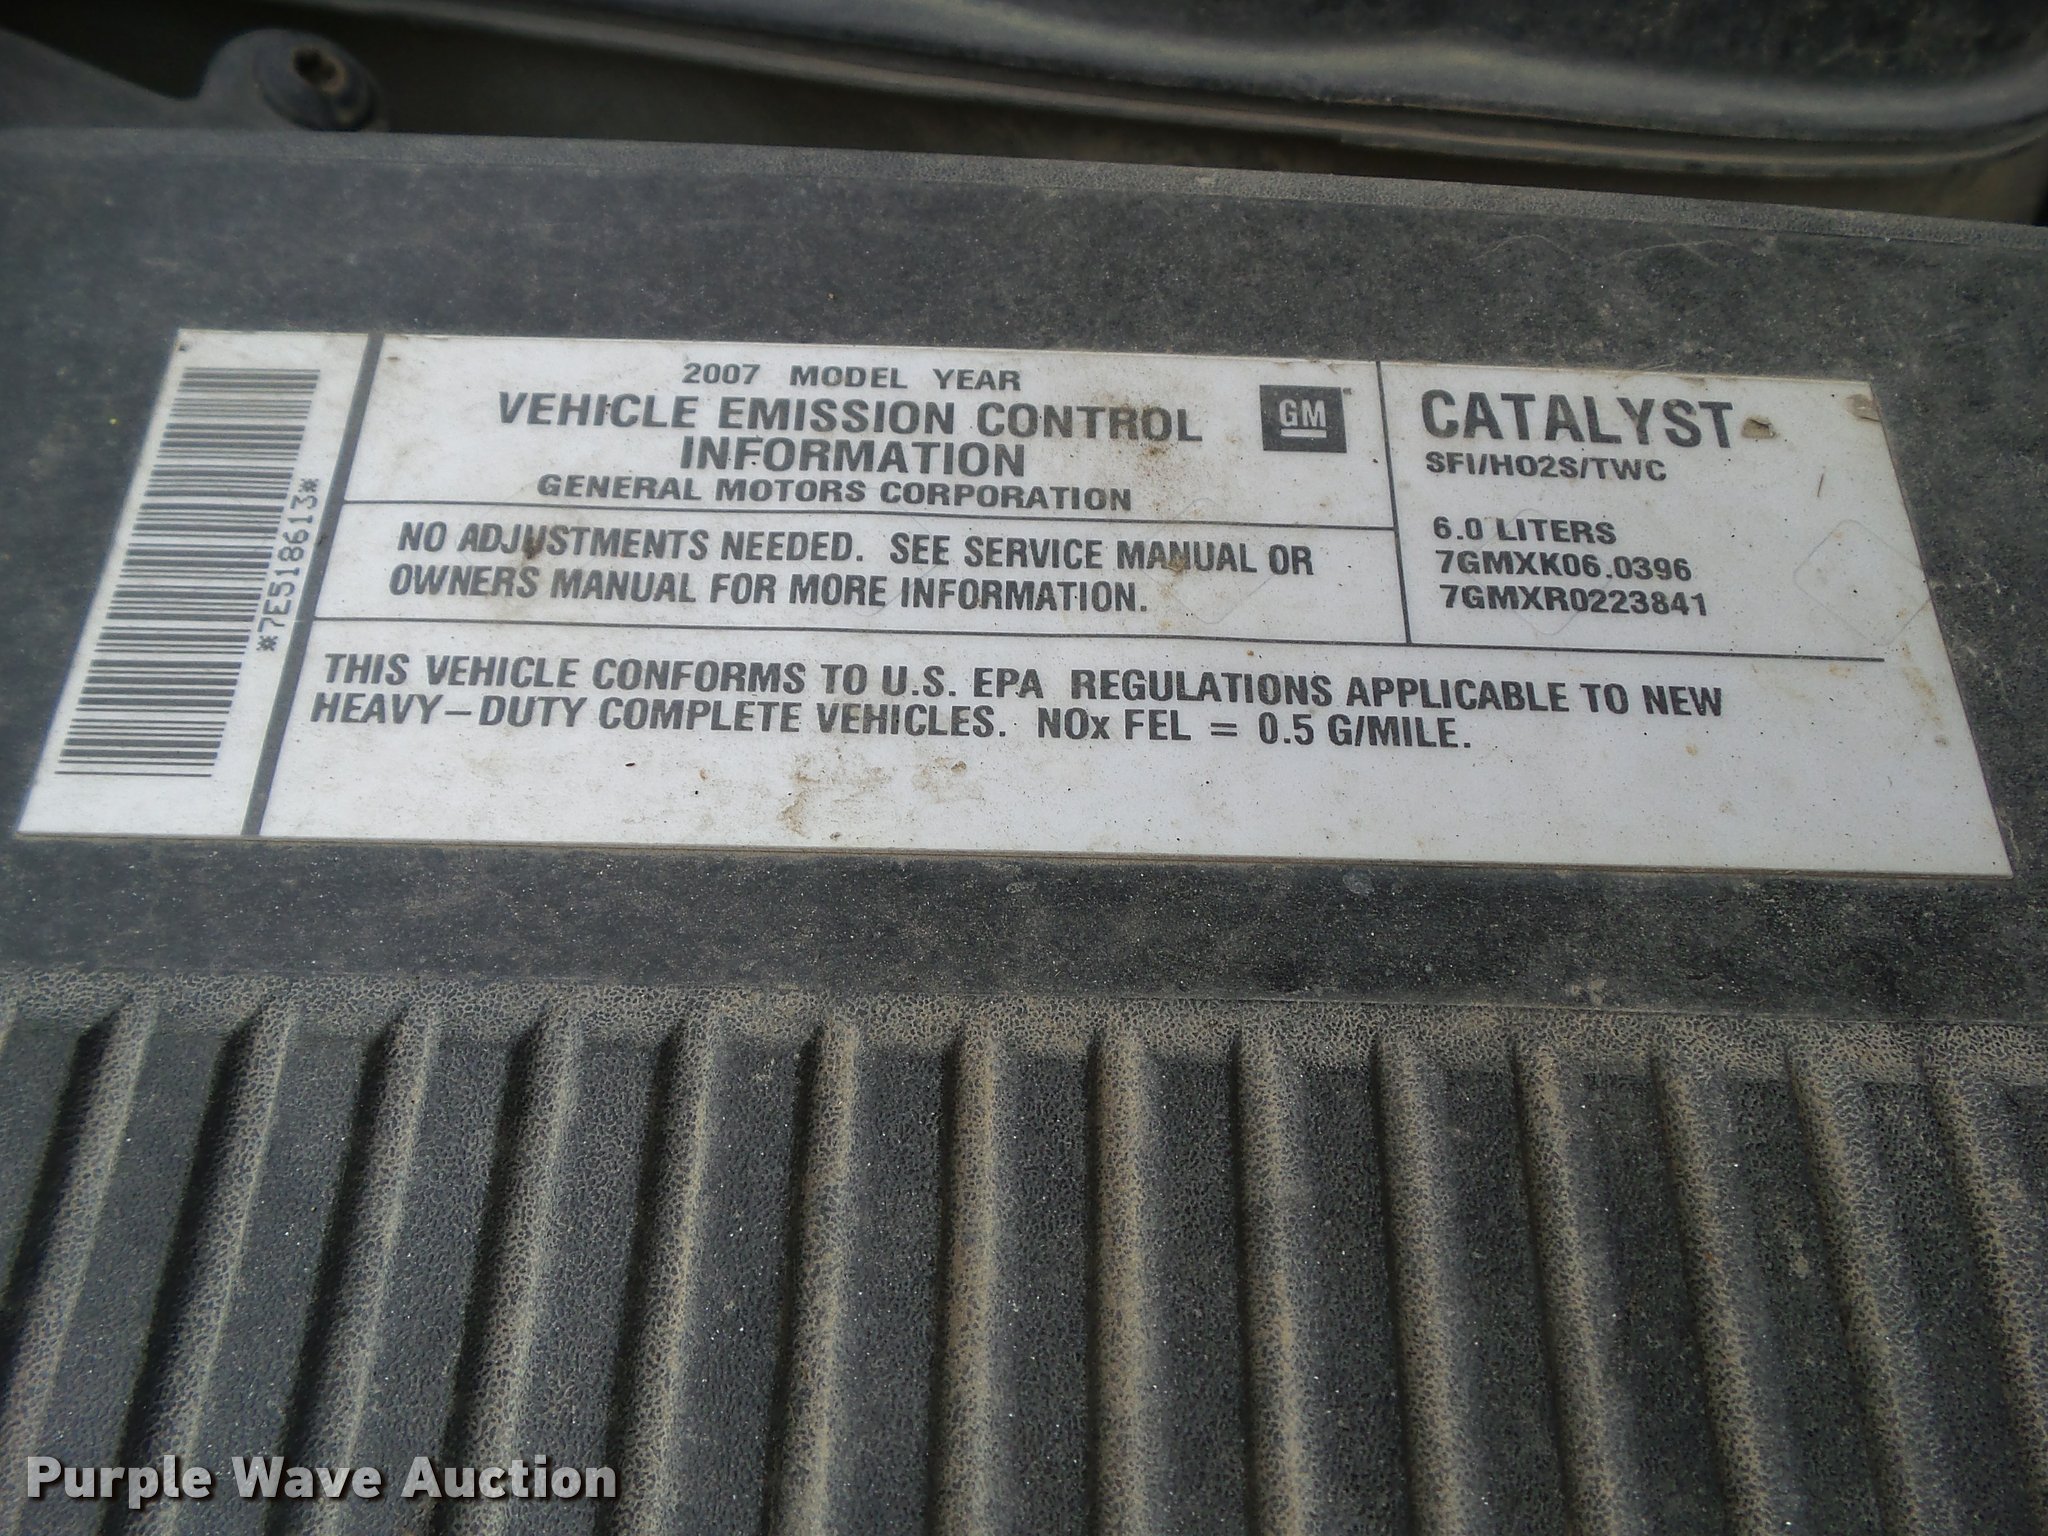 *7E518613*
2007 MODEL YEAR
VEHICLE EMISSION CONTROL
INFORMATION
GENERAL MOTORS CORPORATION
GM
NO ADJUSTMENTS NEEDED. SEE SERVICE MANUAL OR
OWNERS MANUAL FOR MORE INFORMATION.
CATALYST
SFI/HO2S/TWC
6.0 LITERS
7GMXK06.0396
7GMXR0223841
THIS VEHICLE CONFORMS TO U.S. EPA REGULATIONS APPLICABLE TO NEW
HEAVY-DUTY COMPLETE VEHICLES. NOx FEL = 0.5 G/MILE.
Purple Wave Auction